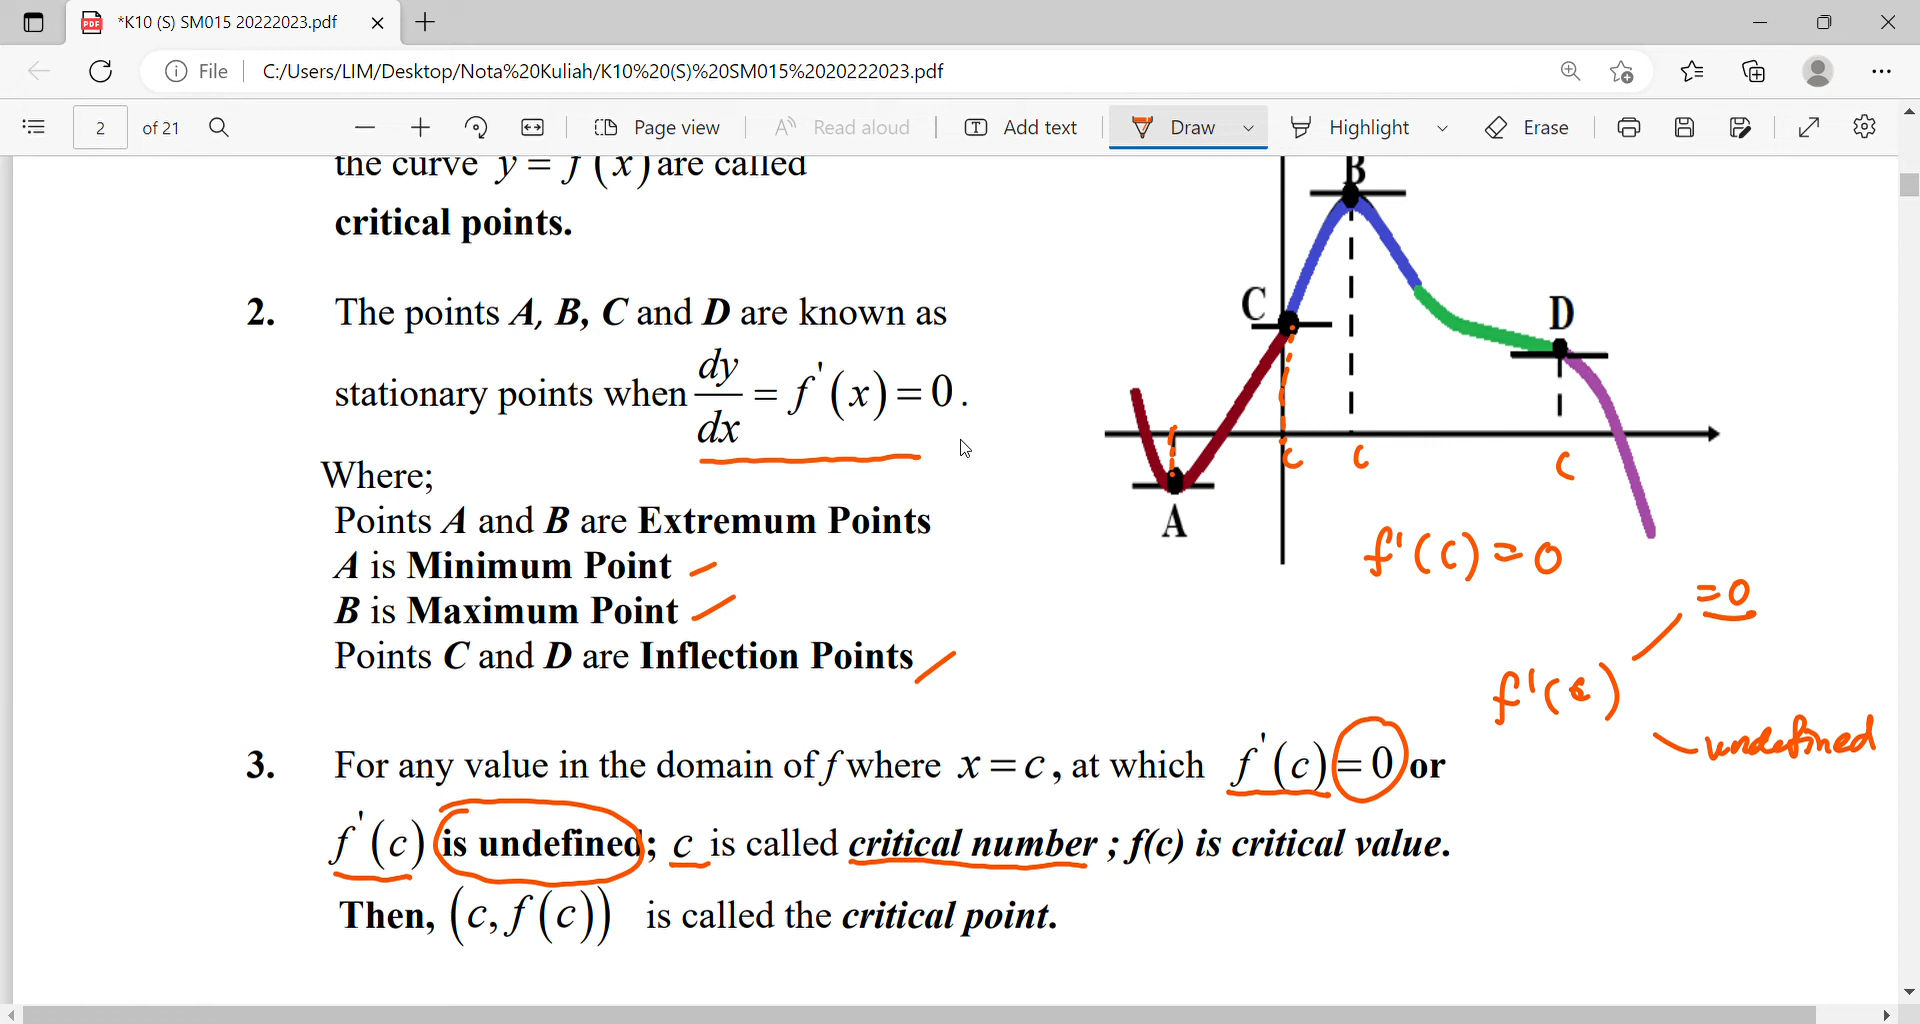 *K10 (S) SM015 20222023.pdf
File
C:/Users/LIM/Desktop/Nota%20Kuliah/K10%20(S)%20SM015%2020222023.pdf
2 of 21
Page view
Read aloud
Add text
Draw
Highlight
Erase
the curve y = f (x) are called
critical points.
2. The points A, B, C and D are known as
stationary points when dy/dx = f'(x) = 0.
Where;
Points A and B are Extremum Points
A is Minimum Point
B is Maximum Point
Points C and D are Inflection Points
B
C
D
A
c c c
f'(c) = 0
= 0
f'(c)
undefined
3. For any value in the domain of f where x = c, at which f'(c) = 0 or
f'(c) is undefined; c is called critical number ; f(c) is critical value.
Then, (c, f(c)) is called the critical point.